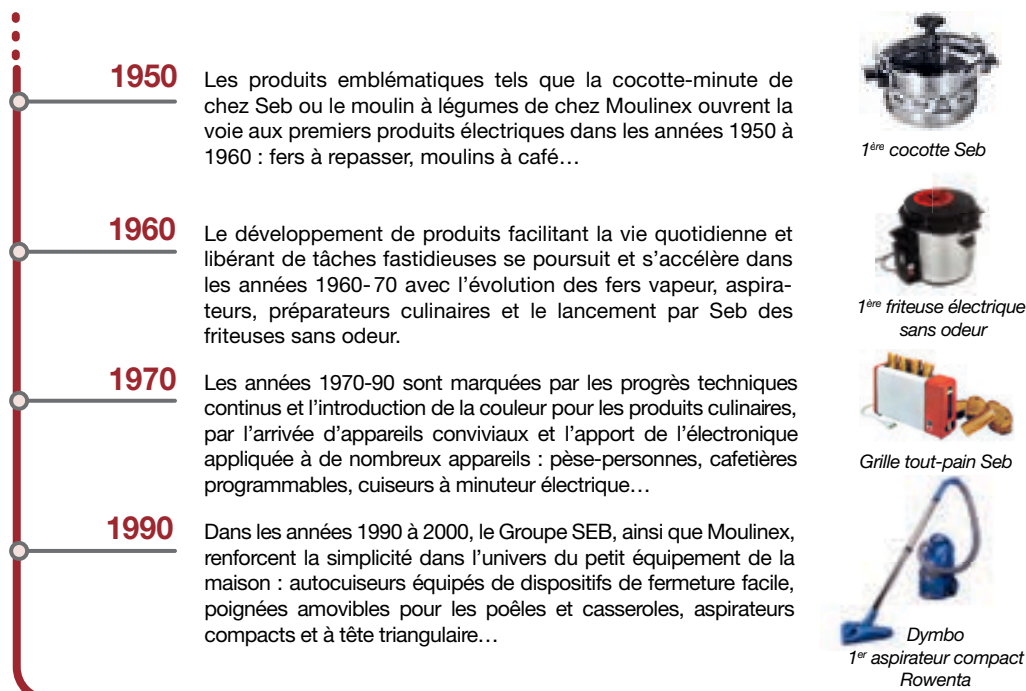 1950
Les produits emblématiques tels que la cocotte-minute de
chez Seb ou le moulin à légumes de chez Moulinex ouvrent la
voie aux premiers produits électriques dans les années 1950 à
1960 : fers à repasser, moulins à café…
1ère cocotte Seb
1960
Le développement de produits facilitant la vie quotidienne et
libérant de tâches fastidieuses se poursuit et s’accélère dans
les années 1960-70 avec l’évolution des fers vapeur, aspira-
teurs, préparateurs culinaires et le lancement par Seb des
friteuses sans odeur.
1ère friteuse électrique
sans odeur
1970
Les années 1970-90 sont marquées par les progrès techniques
continus et l’introduction de la couleur pour les produits culinaires,
par l’arrivée d’appareils conviviaux et l’apport de l’électronique
appliquée à de nombreux appareils : pèse-personnes, cafetières
programmables, cuiseurs à minuteur électrique…
Grille tout-pain Seb
1990
Dans les années 1990 à 2000, le Groupe SEB, ainsi que Moulinex,
renforcent la simplicité dans l’univers du petit équipement de la
maison : autocuiseurs équipés de dispositifs de fermeture facile,
poignées amovibles pour les poêles et casseroles, aspirateurs
compacts et à tête triangulaire…
Dymbo
1er aspirateur compact
Rowenta